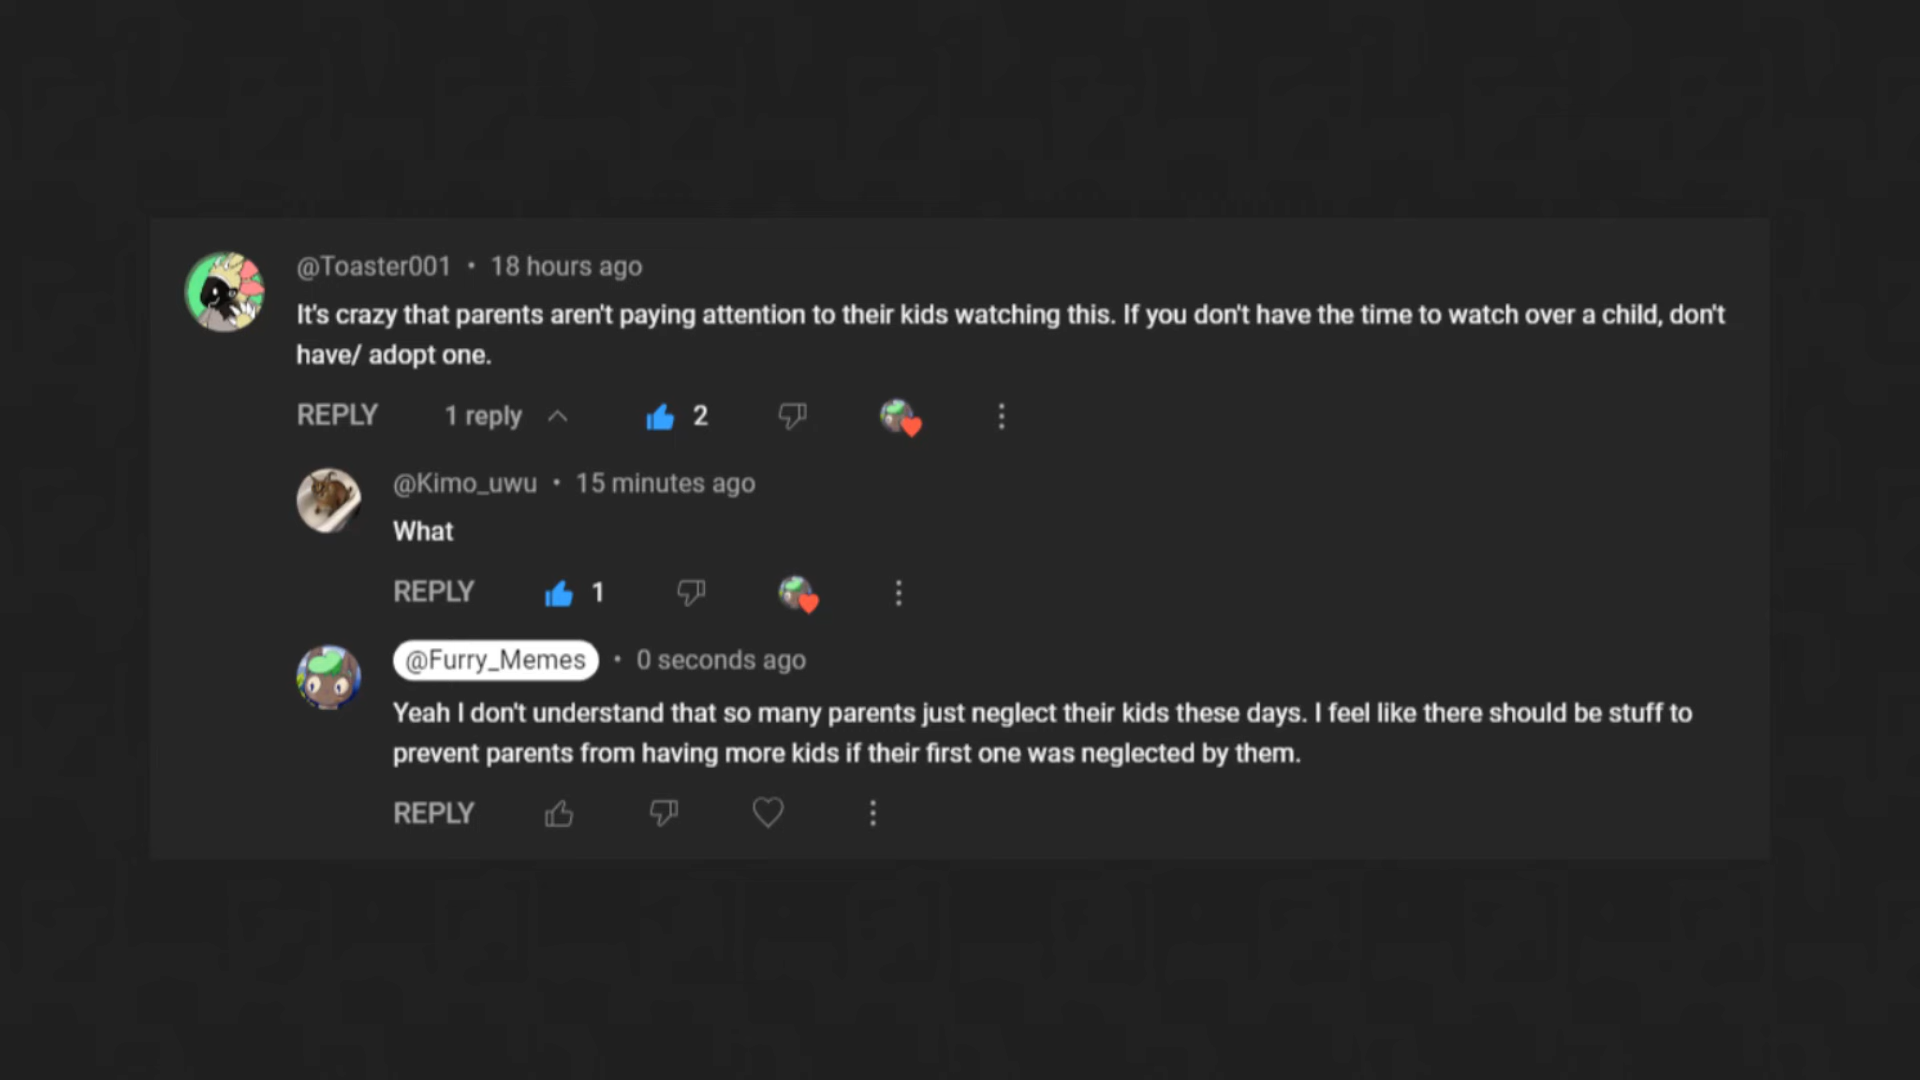 @Toaster001 • 18 hours ago
It's crazy that parents aren't paying attention to their kids watching this. If you don't have the time to watch over a child, don't
have/ adopt one.
REPLY 1 reply 2
@Kimo_uwu • 15 minutes ago
What
REPLY 1
@Furry_Memes • 0 seconds ago
Yeah I don't understand that so many parents just neglect their kids these days. I feel like there should be stuff to
prevent parents from having more kids if their first one was neglected by them.
REPLY